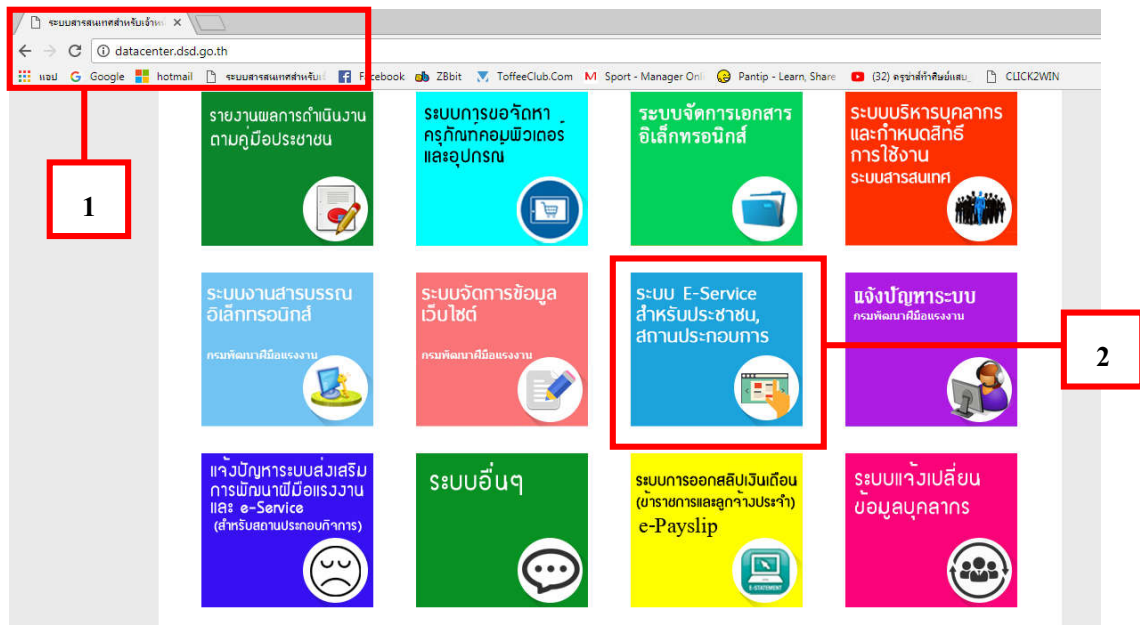 ระบบสารสนเทศสำหรับเจ้าหน
datacenter.dsd.go.th
แอป Google hotmail ระบบสารสนเทศสำหรับเ Facebook ZBbit ToffeeClub.Com Sport - Manager Onli Pantip - Learn, Share (32) CLICK2WIN
1
รายงานผลการดำเนินงาน
ตามคู่มือประชาชน
ระบบการขอจัดหา
ครุภัณฑ์คอมพิวเตอร์
และอุปกรณ์
ระบบจัดการเอกสาร
อิเล็กทรอนิกส์
ระบบบริหารบุคลากร
และกำหนดสิทธิ์
การใช้งาน
ระบบสารสนเทศ
ระบบงานสารบรรณ
อิเล็กทรอนิกส์
กรมพัฒนาฝีมือแรงงาน
ระบบจัดการข้อมูล
เว็บไซต์
กรมพัฒนาฝีมือแรงงาน
ระบบ E-Service
สำหรับประชาชน,
สถานประกอบการ
แจ้งปัญหาระบบ
กรมพัฒนาฝีมือแรงงาน
2
แจ้งปัญหาระบบส่งเสริม
การพัฒนาฝีมือแรงงาน
และ e-Service
(สำหรับสถานประกอบกิจการ)
ระบบอื่นๆ
ระบบการออกสลิปเงินเดือน
(ข้าราชการและลูกจ้างประจำ)
e-Payslip
E-STATEMENT
ระบบแจ้งเปลี่ยน
ข้อมูลบุคลากร